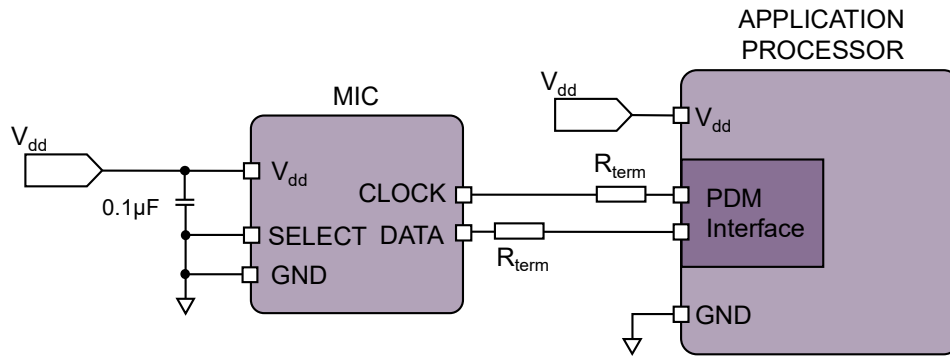 APPLICATION
PROCESSOR
MIC
Vdd
Vdd
Vdd
Vdd
0.1µF
CLOCK
Rterm
PDM
Interface
SELECT
DATA
Rterm
GND
GND